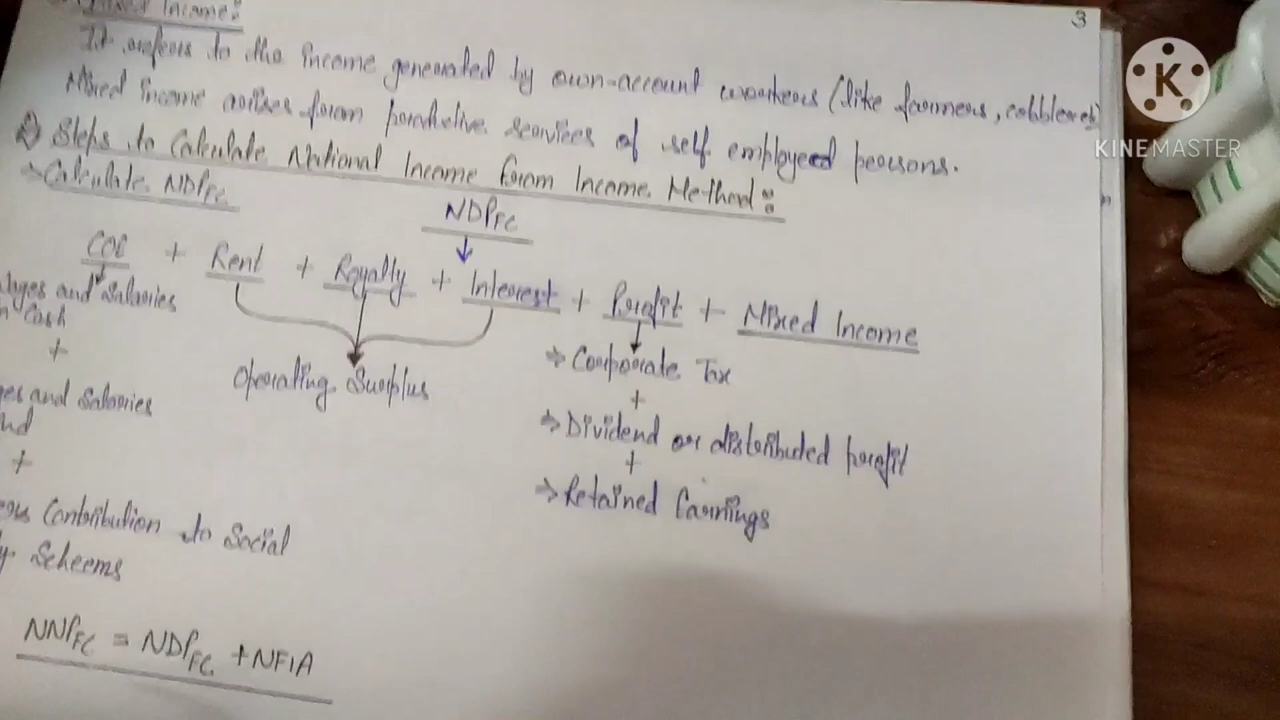 3
Income:
It refers to the income generated by own-account workers (like farmers, cobblers)
Mixed income arises from productive services of self employed persons.
Steps to Calculate National Income from Income Method:
→Calculate NDPFC
NDPFC
COE + Rent + Royalty + Interest + Profit + Mixed Income
Wages and Salaries
in Cash
+
and Salaries
+
Contribution to Social
Scheems
Operating Surplus
⇒ Corporate Tax
+
⇒ Dividend or distributed profit
+
⇒ Retained Earnings
NNPFC = NDPFC + NFIA
K
KINEMASTER